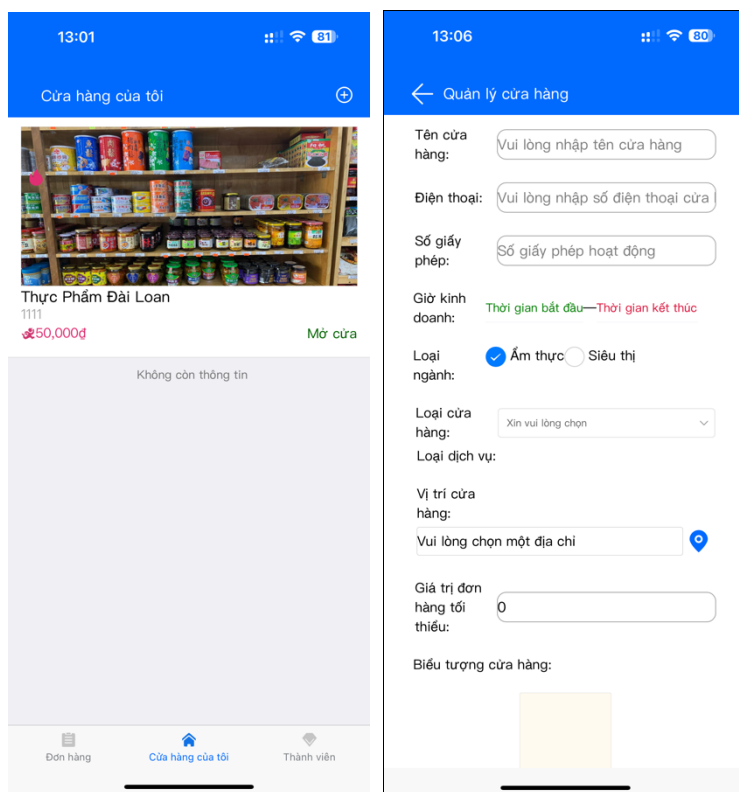 13:01
81
Cửa hàng của tôi
Thực Phẩm Đài Loan
1111
50,000₫
Mở cửa
Không còn thông tin
Đơn hàng
Cửa hàng của tôi
Thành viên
13:06
80
Quản lý cửa hàng
Tên cửa
hàng:
Vui lòng nhập tên cửa hàng
Điện thoại:
Vui lòng nhập số điện thoại cửa
Số giấy
phép:
Số giấy phép hoạt động
Giờ kinh
doanh:
Thời gian bắt đầu—Thời gian kết thúc
Loại
ngành:
Ẩm thực
Siêu thị
Loại cửa
hàng:
Xin vui lòng chọn
Loại dịch vụ:
Vị trí cửa
hàng:
Vui lòng chọn một địa chỉ
Giá trị đơn
hàng tối
thiểu:
0
Biểu tượng cửa hàng: